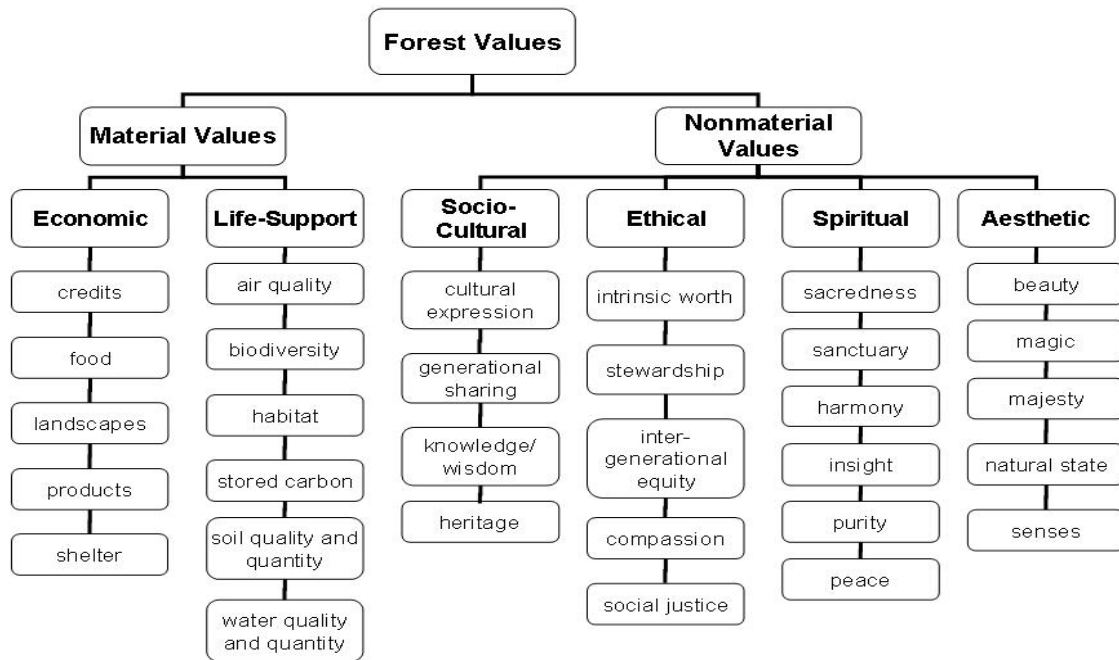 Forest Values
Material Values
Nonmaterial
Values
Economic
credits
food
landscapes
products
shelter
Life-Support
air quality
biodiversity
habitat
stored carbon
soil quality and
quantity
water quality
and quantity
Socio-
Cultural
cultural
expression
generational
sharing
knowledge/
wisdom
heritage
Ethical
intrinsic worth
stewardship
inter-
generational
equity
compassion
social justice
Spiritual
sacredness
sanctuary
harmony
insight
purity
peace
Aesthetic
beauty
magic
majesty
natural state
senses